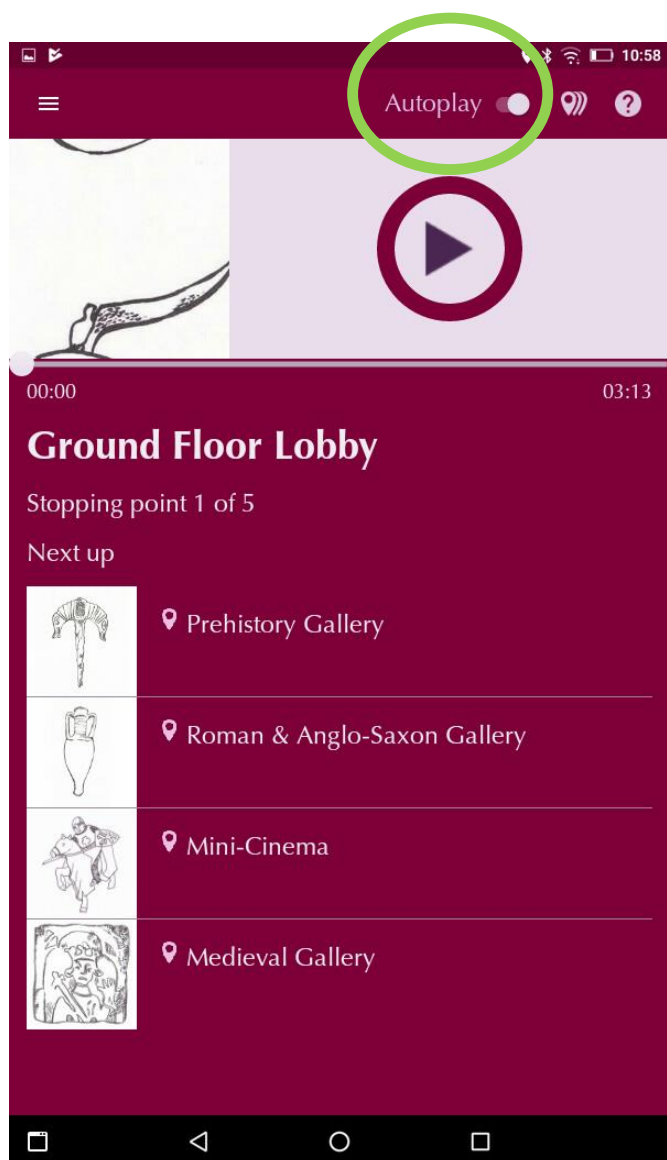 10:58
Autoplay
?
00:00 03:13
Ground Floor Lobby
Stopping point 1 of 5
Next up
Prehistory Gallery
Roman & Anglo-Saxon Gallery
Mini-Cinema
Medieval Gallery